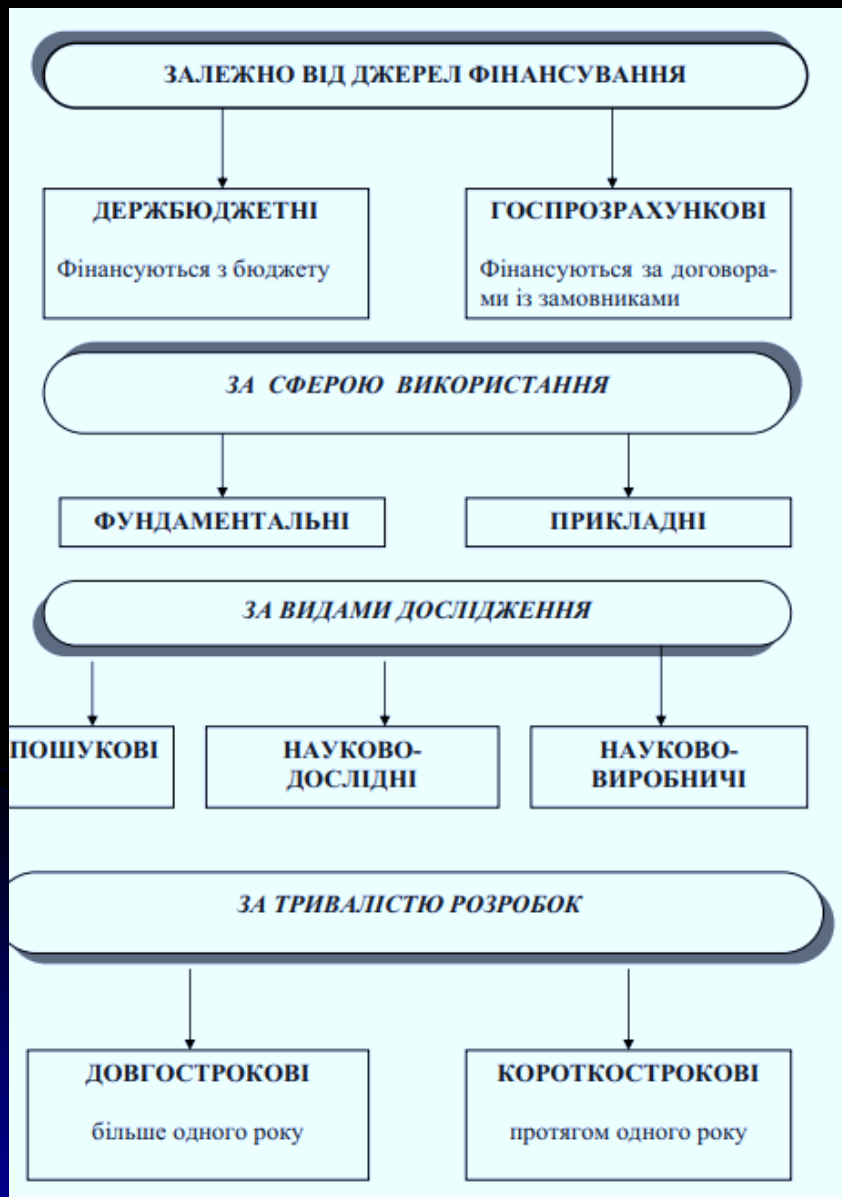 ЗАЛЕЖНО ВІД ДЖЕРЕЛ ФІНАНСУВАННЯ
ДЕРЖБЮДЖЕТНІ
Фінансуються з бюджету
ГОСПРОЗРАХУНКОВІ
Фінансуються за договора-
ми із замовниками
ЗА СФЕРОЮ ВИКОРИСТАННЯ
ФУНДАМЕНТАЛЬНІ
ПРИКЛАДНІ
ЗА ВИДАМИ ДОСЛІДЖЕННЯ
ПОШУКОВІ
НАУКОВО-
ДОСЛІДНІ
НАУКОВО-
ВИРОБНИЧІ
ЗА ТРИВАЛІСТЮ РОЗРОБОК
ДОВГОСТРОКОВІ
більше одного року
КОРОТКОСТРОКОВІ
протягом одного року